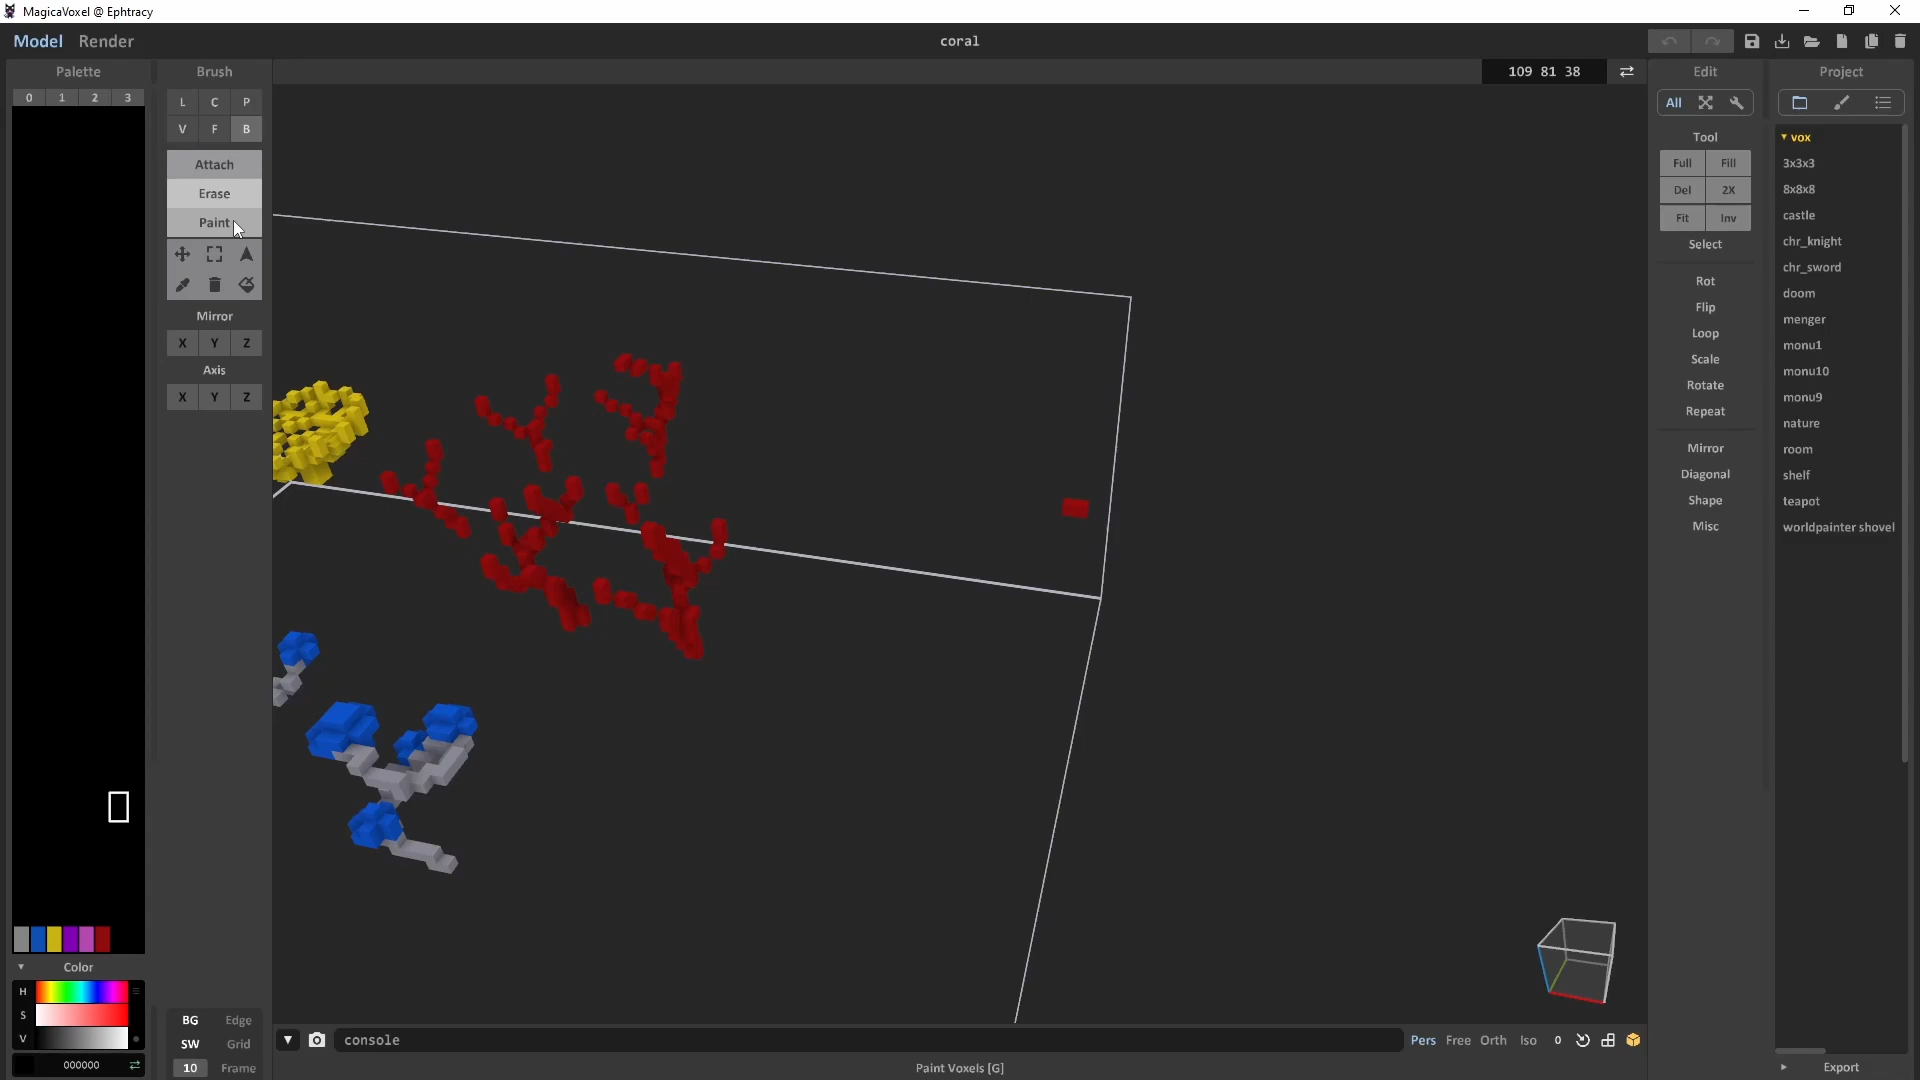 MagicaVoxel @ Ephtracy
Model Render
coral
Palette
0 1 2 3
Brush
L C P
V F B
Attach
Erase
Paint
Mirror
X Y Z
Axis
X Y Z
109 81 38
Edit
All
Tool
Full Fill
Del 2X
Fit Inv
Select
Rot
Flip
Loop
Scale
Rotate
Repeat
Mirror
Diagonal
Shape
Misc
Project
vox
3x3x3
8x8x8
castle
chr_knight
chr_sword
doom
menger
monu1
monu10
monu9
nature
room
shelf
teapot
worldpainter shovel
Export
Color
H
S
V
000000
BG Edge
SW Grid
10 Frame
console
Pers Free Orth Iso 0
Paint Voxels [G]